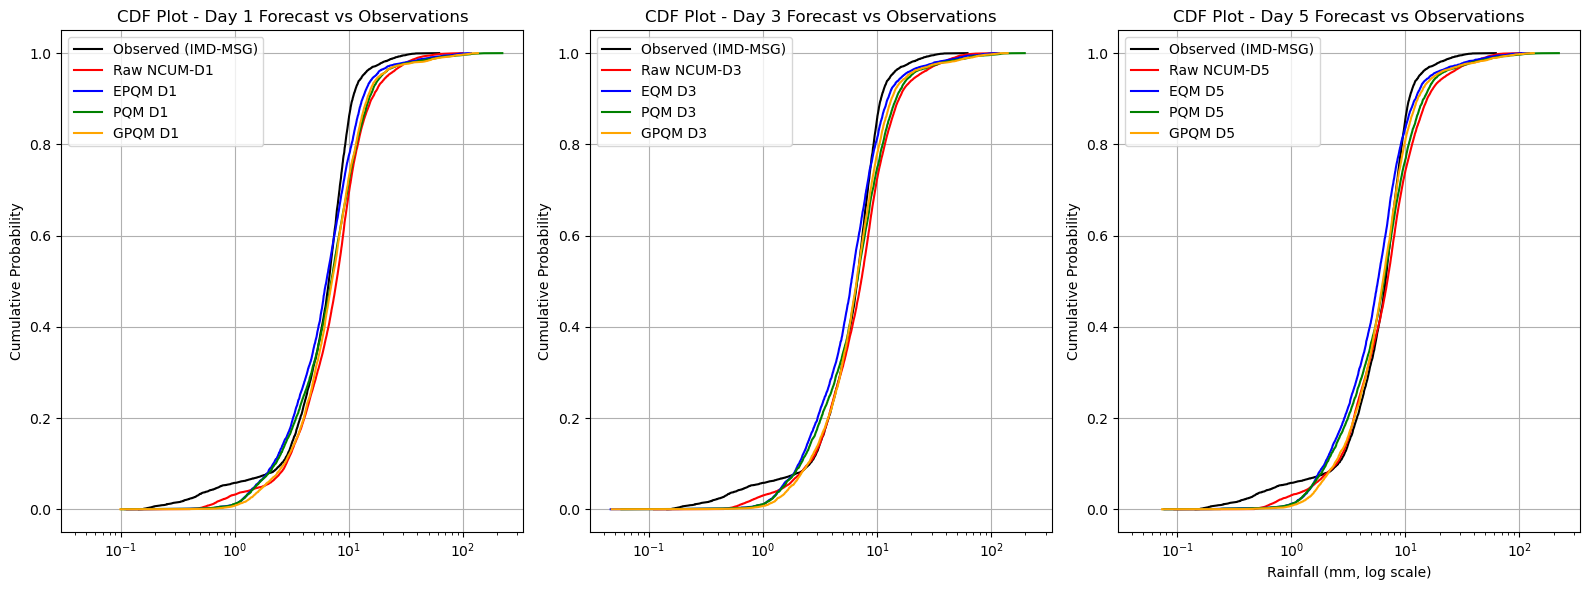 CDF Plot - Day 1 Forecast vs Observations
Cumulative Probability
1.0
0.8
0.6
0.4
0.2
0.0
Observed (IMD-MSG)
Raw NCUM-D1
EPQM D1
PQM D1
GPQM D1
10⁻¹
10⁰
10¹
10²
CDF Plot - Day 3 Forecast vs Observations
Cumulative Probability
1.0
0.8
0.6
0.4
0.2
0.0
Observed (IMD-MSG)
Raw NCUM-D3
EQM D3
PQM D3
GPQM D3
10⁻¹
10⁰
10¹
10²
CDF Plot - Day 5 Forecast vs Observations
Cumulative Probability
1.0
0.8
0.6
0.4
0.2
0.0
Observed (IMD-MSG)
Raw NCUM-D5
EQM D5
PQM D5
GPQM D5
10⁻¹
10⁰
10¹
10²
Rainfall (mm, log scale)